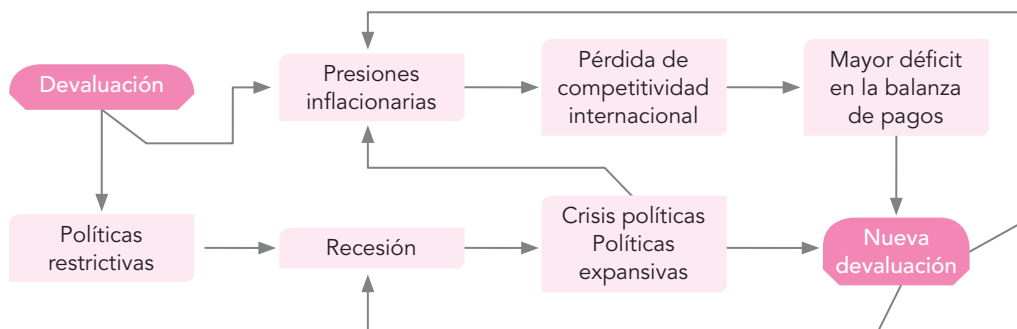 Devaluación
Presiones
inflacionarias
Pérdida de
competitividad
internacional
Mayor déficit
en la balanza
de pagos
Políticas
restrictivas
Recesión
Crisis políticas
Políticas
expansivas
Nueva
devaluación